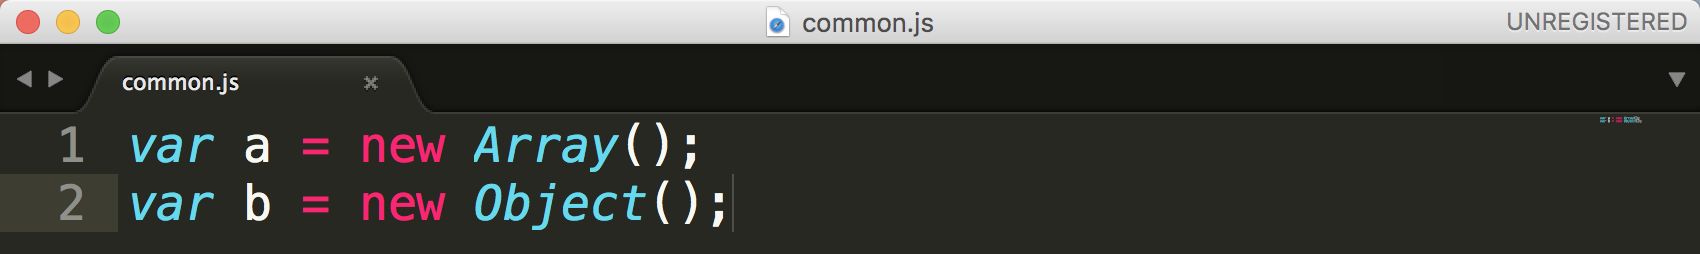 common.js
UNREGISTERED
common.js
1 var a = new Array();
2 var b = new Object();